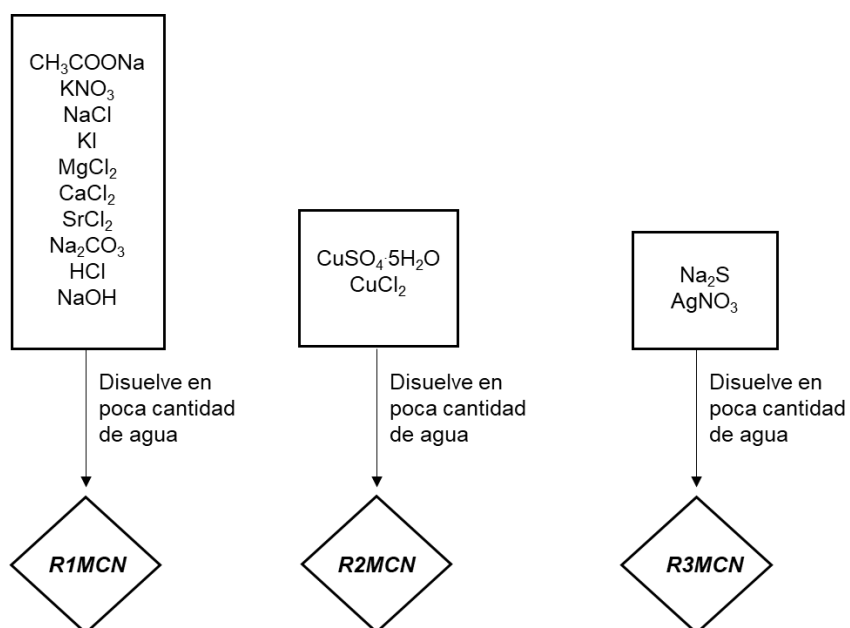 CH₃COONa
KNO₃
NaCl
KI
MgCl₂
CaCl₂
SrCl₂
Na₂CO₃
HCl
NaOH
Disuelve en
poca cantidad
de agua
R1MCN
CuSO₄·5H₂O
CuCl₂
Disuelve en
poca cantidad
de agua
R2MCN
Na₂S
AgNO₃
Disuelve en
poca cantidad
de agua
R3MCN